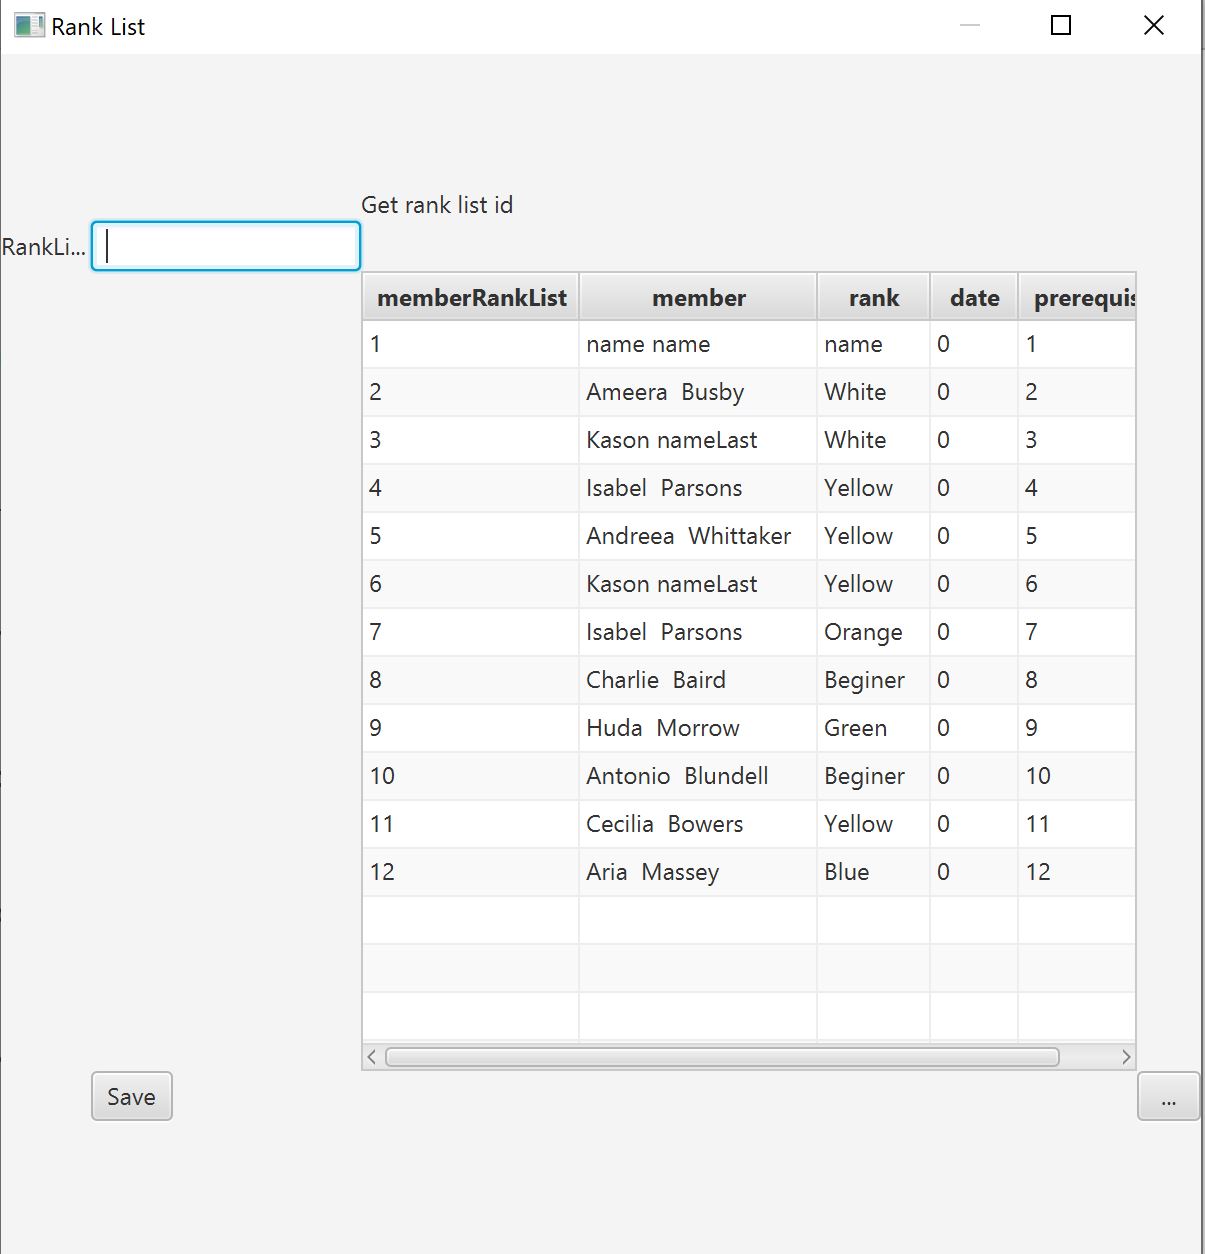 Rank List
Get rank list id
RankLi...
memberRankList member rank date prerequis
1 name name name 0 1
2 Ameera  Busby White 0 2
3 Kason nameLast White 0 3
4 Isabel  Parsons Yellow 0 4
5 Andreea  Whittaker Yellow 0 5
6 Kason nameLast Yellow 0 6
7 Isabel  Parsons Orange 0 7
8 Charlie  Baird Beginer 0 8
9 Huda  Morrow Green 0 9
10 Antonio  Blundell Beginer 0 10
11 Cecilia  Bowers Yellow 0 11
12 Aria  Massey Blue 0 12
Save ...